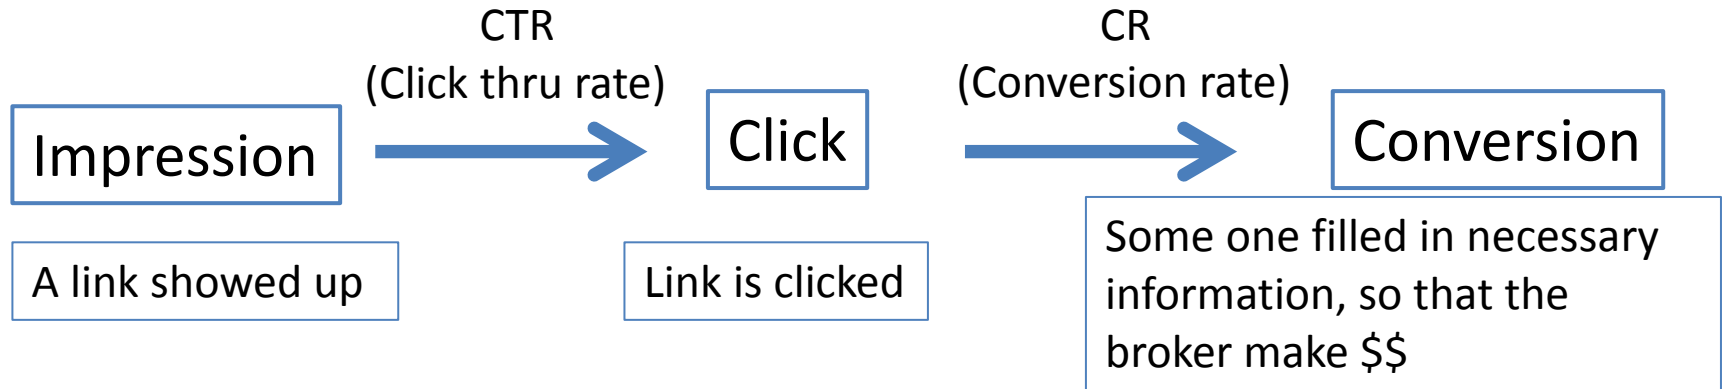 CTR
(Click thru rate)
CR
(Conversion rate)
Impression
Click
Conversion
A link showed up
Link is clicked
Some one filled in necessary
information, so that the
broker make $$